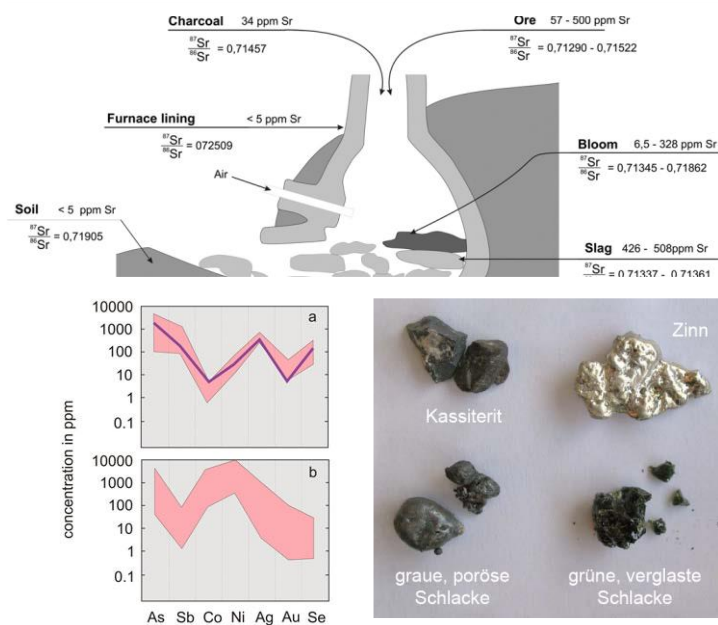 Charcoal 34 ppm Sr
87Sr
86Sr = 0,71457
Ore 57 - 500 ppm Sr
87Sr
86Sr = 0,71290 - 0,71522
Furnace lining < 5 ppm Sr
87Sr
86Sr = 072509
Air
Bloom 6,5 - 328 ppm Sr
87Sr
86Sr = 0,71345 - 0,71862
Soil < 5 ppm Sr
87Sr
86Sr = 0,71905
Slag 426 - 508ppm Sr
87Sr
= 0,71337 - 0,71361
concentration in ppm
10000
1000
100
10
1
0.1
a
10000
1000
100
10
1
0.1
b
As Sb Co Ni Ag Au Se
Kassiterit
Zinn
graue, poröse
Schlacke
grüne, verglaste
Schlacke